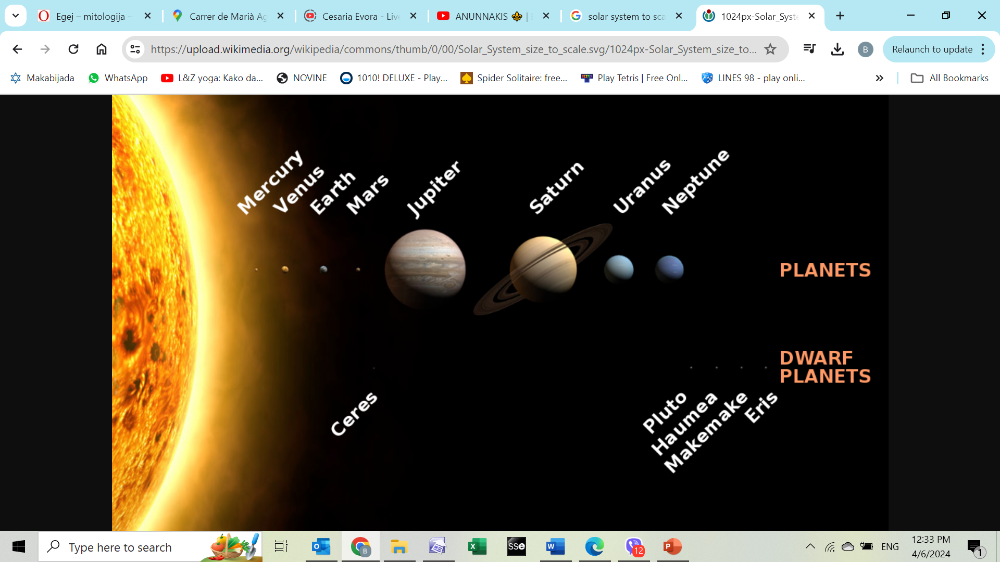 Egej – mitologija –
Carrer de Marià Ag
Cesaria Evora - Live
ANUNNAKIS ⚜ |
solar system to sca
1024px-Solar_Syste
https://upload.wikimedia.org/wikipedia/commons/thumb/0/00/Solar_System_size_to_scale.svg/1024px-Solar_System_size_to...
B
Relaunch to update
Makabijada
WhatsApp
L&Z yoga: Kako da...
NOVINE
1010! DELUXE - Play...
Spider Solitaire: free...
Play Tetris | Free Onl...
LINES 98 - play onli...
All Bookmarks
Mercury
Venus
Earth
Mars
Jupiter
Saturn
Uranus
Neptune
PLANETS
DWARF
PLANETS
Ceres
Pluto
Haumea
Makemake
Eris
Type here to search
B
sse
12
ENG
12:33 PM
4/6/2024
1